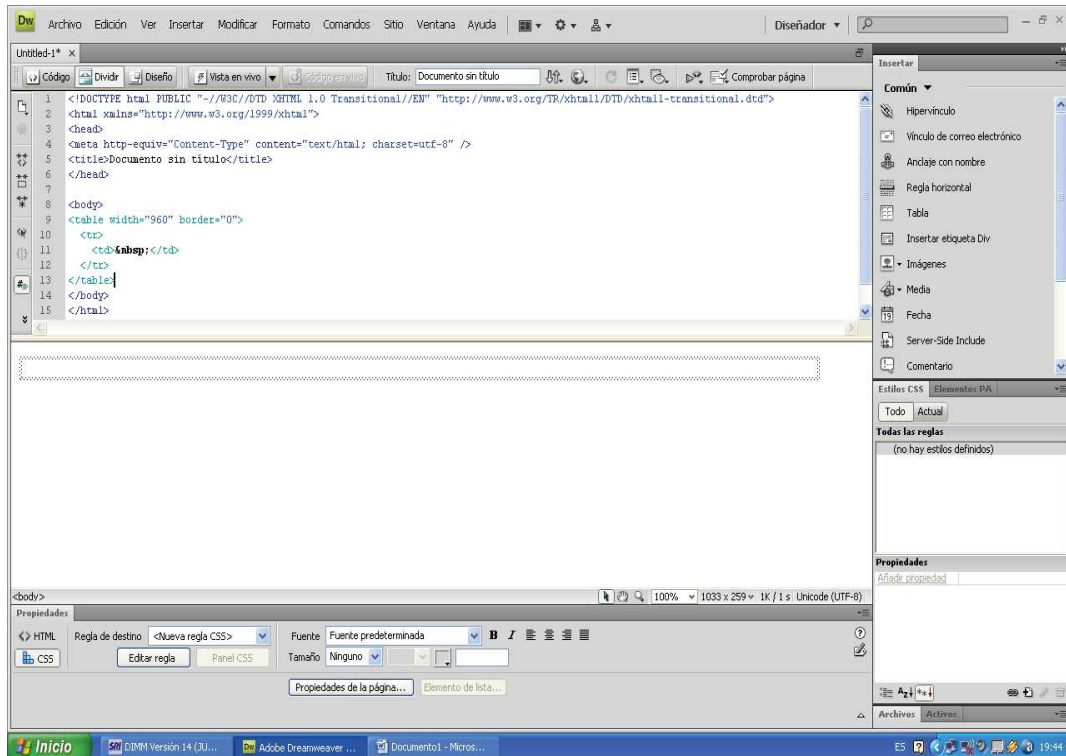 Dw Archivo Edición Ver Insertar Modificar Formato Comandos Sitio Ventana Ayuda Diseñador
Untitled-1*
Código Dividir Diseño Vista en vivo Código en vivo Título: Documento sin título Comprobar página
1 <!DOCTYPE html PUBLIC "-//W3C//DTD XHTML 1.0 Transitional//EN" "http://www.w3.org/TR/xhtml1/DTD/xhtml1-transitional.dtd">
2 <html xmlns="http://www.w3.org/1999/xhtml">
3 <head>
4 <meta http-equiv="Content-Type" content="text/html; charset=utf-8" />
5 <title>Documento sin título</title>
6 </head>
7
8 <body>
9 <table width="960" border="0">
10 <tr>
11 <td>&nbsp;</td>
12 </tr>
13 </table>
14 </body>
15 </html>
Insertar
Común
Hipervínculo
Vínculo de correo electrónico
Anclaje con nombre
Regla horizontal
Tabla
Insertar etiqueta Div
Imágenes
Media
19 Fecha
Server-Side Include
Comentario
Estilos CSS Elementos PA
Todo Actual
Todas las reglas
(no hay estilos definidos)
Propiedades
Añadir propiedad
<body> 100% 1033 x 259 1K / 1 s Unicode (UTF-8)
Propiedades
<> HTML Regla de destino <Nueva regla CSS> Fuente Fuente predeterminada B I
CSS Editar regla Panel CSS Tamaño Ninguno
Propiedades de la página... Elemento de lista...
Archivos Activos
Inicio SRI DIMM Versión 14 (JU... Dw Adobe Dreamweaver ... Documento1 - Micros... ES 19:44